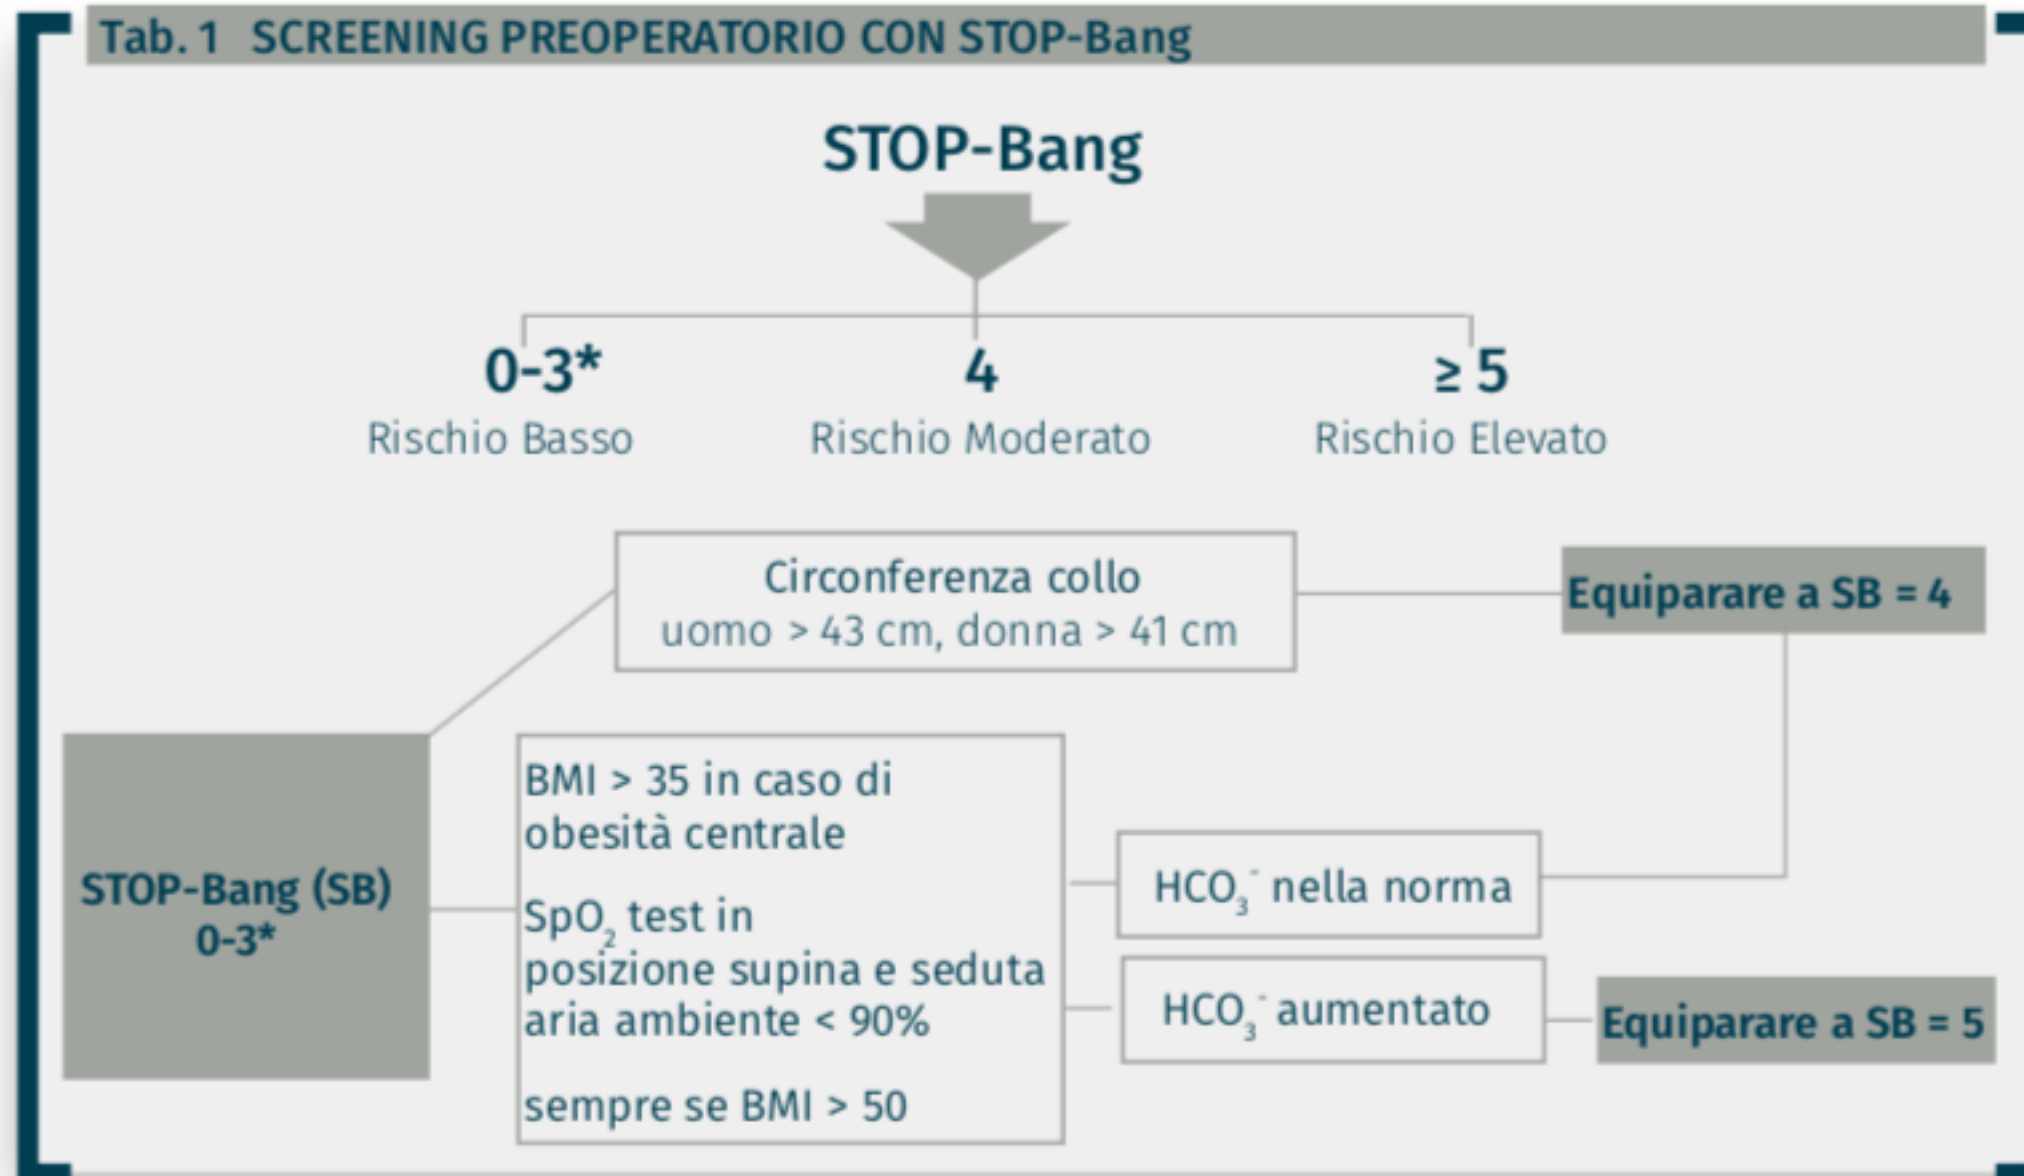 Tab. 1 SCREENING PREOPERATORIO CON STOP-Bang
STOP-Bang
0-3* 4 ≥ 5
Rischio Basso Rischio Moderato Rischio Elevato
Circonferenza collo
uomo > 43 cm, donna > 41 cm
Equiparare a SB = 4
STOP-Bang (SB)
0-3*
BMI > 35 in caso di
obesità centrale
SpO₂ test in
posizione supina e seduta
aria ambiente < 90%
sempre se BMI > 50
HCO₃⁻ nella norma
HCO₃⁻ aumentato
Equiparare a SB = 5